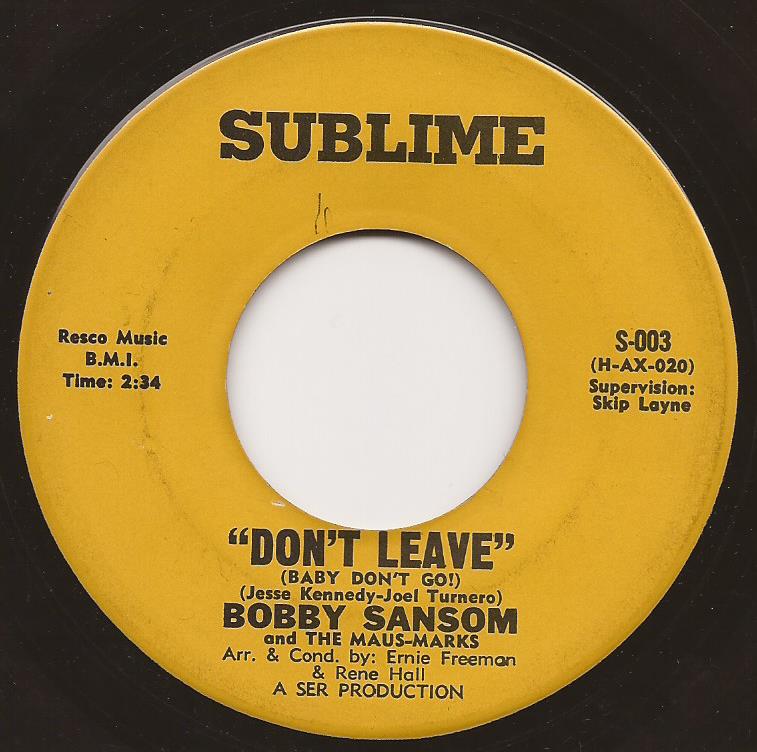 SUBLIME
Resco Music
B.M.I.
Time: 2:34
S-003
(H-AX-020)
Supervision:
Skip Layne
"DON'T LEAVE"
(BABY DON'T GO!)
(Jesse Kennedy-Joel Turnero)
BOBBY SANSOM
and THE MAUS-MARKS
Arr. & Cond. by: Ernie Freeman
& Rene Hall
A SER PRODUCTION